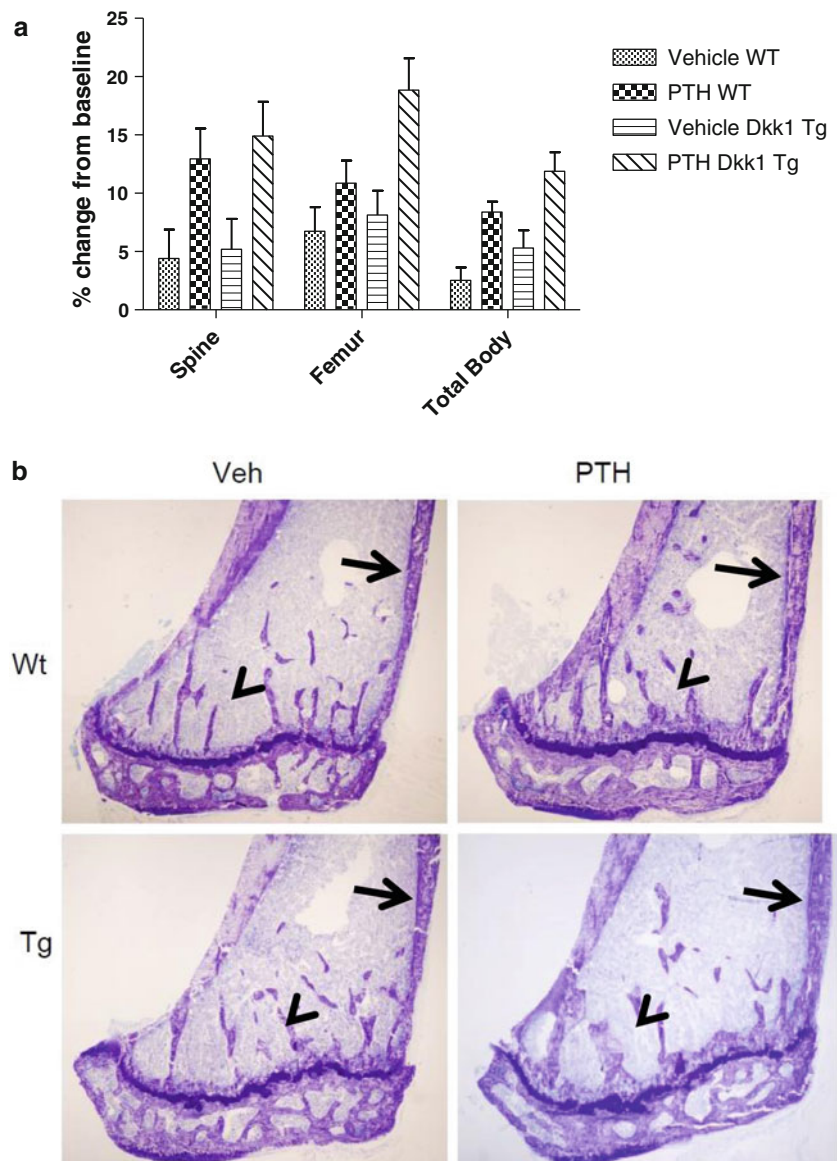 a
% change from baseline
25
20
15
10
5
0
Spine
Femur
Total Body
Vehicle WT
PTH WT
Vehicle Dkk1 Tg
PTH Dkk1 Tg
b
Veh
PTH
Wt
Tg